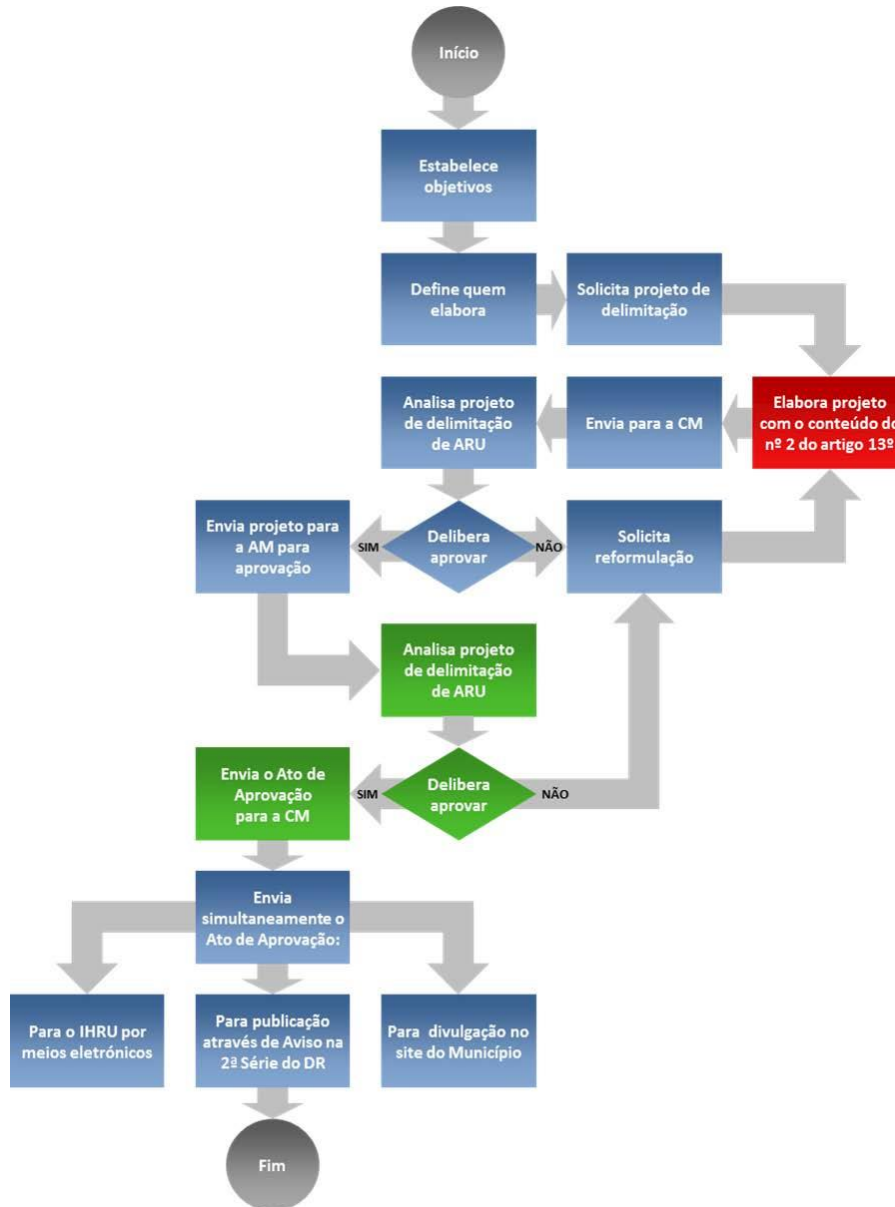 Início
Estabelece
objetivos
Define quem
elabora
Solicita projeto de
delimitação
Elabora projeto
com o conteúdo do
nº 2 do artigo 13º
Envia para a CM
Analisa projeto
de delimitação
de ARU
Delibera
aprovar
SIM
NÃO
Envia projeto para
a AM para
aprovação
Solicita
reformulação
Analisa projeto
de delimitação
de ARU
Delibera
aprovar
SIM
NÃO
Envia o Ato de
Aprovação
para a CM
Envia
simultaneamente o
Ato de Aprovação:
Para o IHRU por
meios eletrónicos
Para publicação
através de Aviso na
2ª Série do DR
Para divulgação no
site do Município
Fim